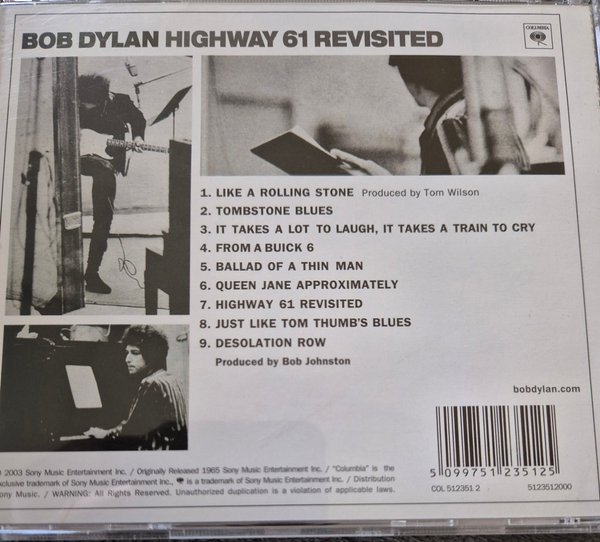 BOB DYLAN HIGHWAY 61 REVISITED
COLUMBIA
1. LIKE A ROLLING STONE Produced by Tom Wilson
2. TOMBSTONE BLUES
3. IT TAKES A LOT TO LAUGH, IT TAKES A TRAIN TO CRY
4. FROM A BUICK 6
5. BALLAD OF A THIN MAN
6. QUEEN JANE APPROXIMATELY
7. HIGHWAY 61 REVISITED
8. JUST LIKE TOM THUMB'S BLUES
9. DESOLATION ROW
Produced by Bob Johnston
bobdylan.com
2003 Sony Music Entertainment Inc. / Originally Released 1965 Sony Music Entertainment Inc. / "Columbia" is the
exclusive trademark of Sony Music Entertainment Inc., is a trademark of Sony Music Entertainment Inc. / Distribution
Sony Music. / WARNING: All Rights Reserved. Unauthorized duplication is a violation of applicable laws.
5 099751 235125
COL 512351 2 5123512000